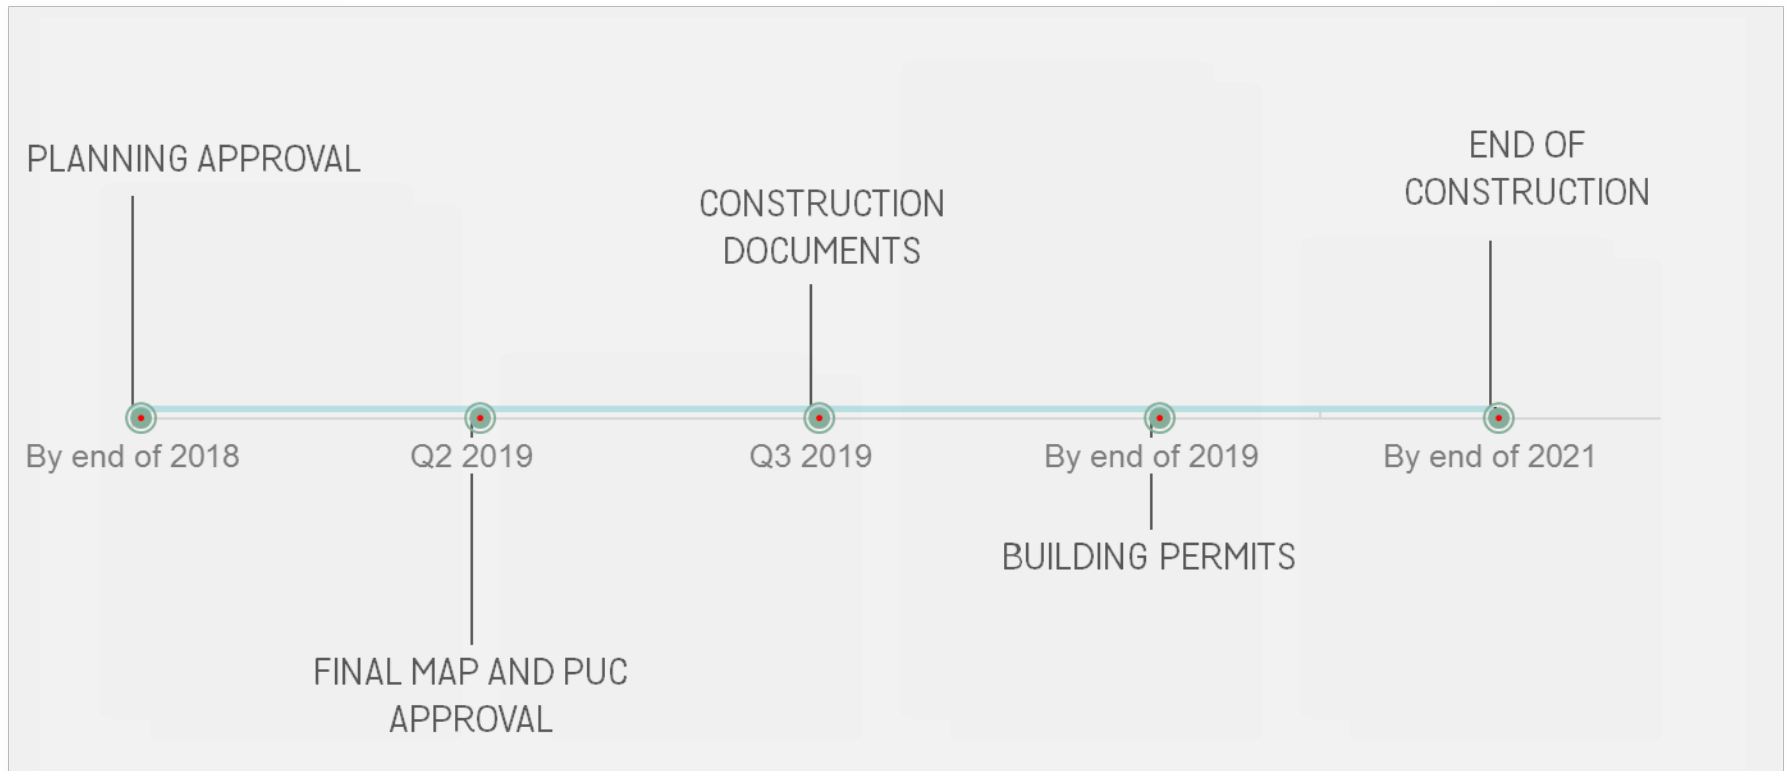 PLANNING APPROVAL
By end of 2018
Q2 2019
FINAL MAP AND PUC
APPROVAL
CONSTRUCTION
DOCUMENTS
Q3 2019
By end of 2019
BUILDING PERMITS
END OF
CONSTRUCTION
By end of 2021